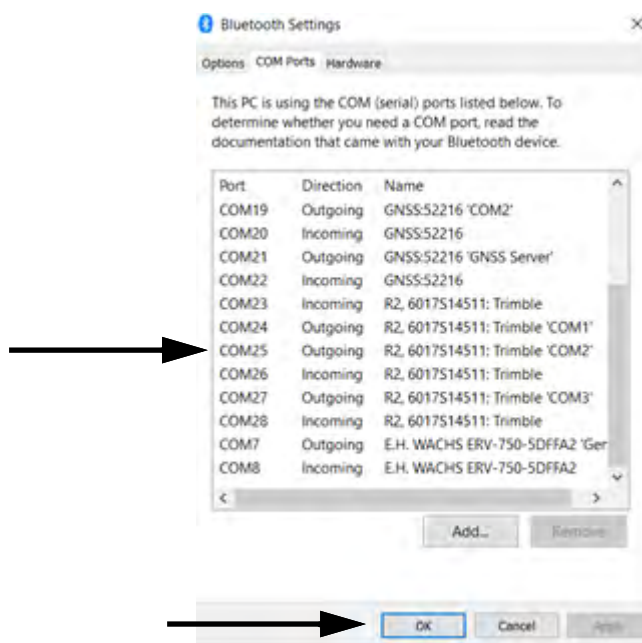 Bluetooth Settings
Options COM Ports Hardware
This PC is using the COM (serial) ports listed below. To
determine whether you need a COM port, read the
documentation that came with your Bluetooth device.
Port Direction Name
COM19 Outgoing GNSS:52216 'COM2'
COM20 Incoming GNSS:52216
COM21 Outgoing GNSS:52216 'GNSS Server'
COM22 Incoming GNSS:52216
COM23 Incoming R2, 6017S14511: Trimble
COM24 Outgoing R2, 6017S14511: Trimble 'COM1'
COM25 Outgoing R2, 6017S14511: Trimble 'COM2'
COM26 Incoming R2, 6017S14511: Trimble
COM27 Outgoing R2, 6017S14511: Trimble 'COM3'
COM28 Incoming R2, 6017S14511: Trimble
COM7 Outgoing E.H. WACHS ERV-750-5DFFA2 'Ger
COM8 Incoming E.H. WACHS ERV-750-5DFFA2
Add... Remove
OK Cancel Apply